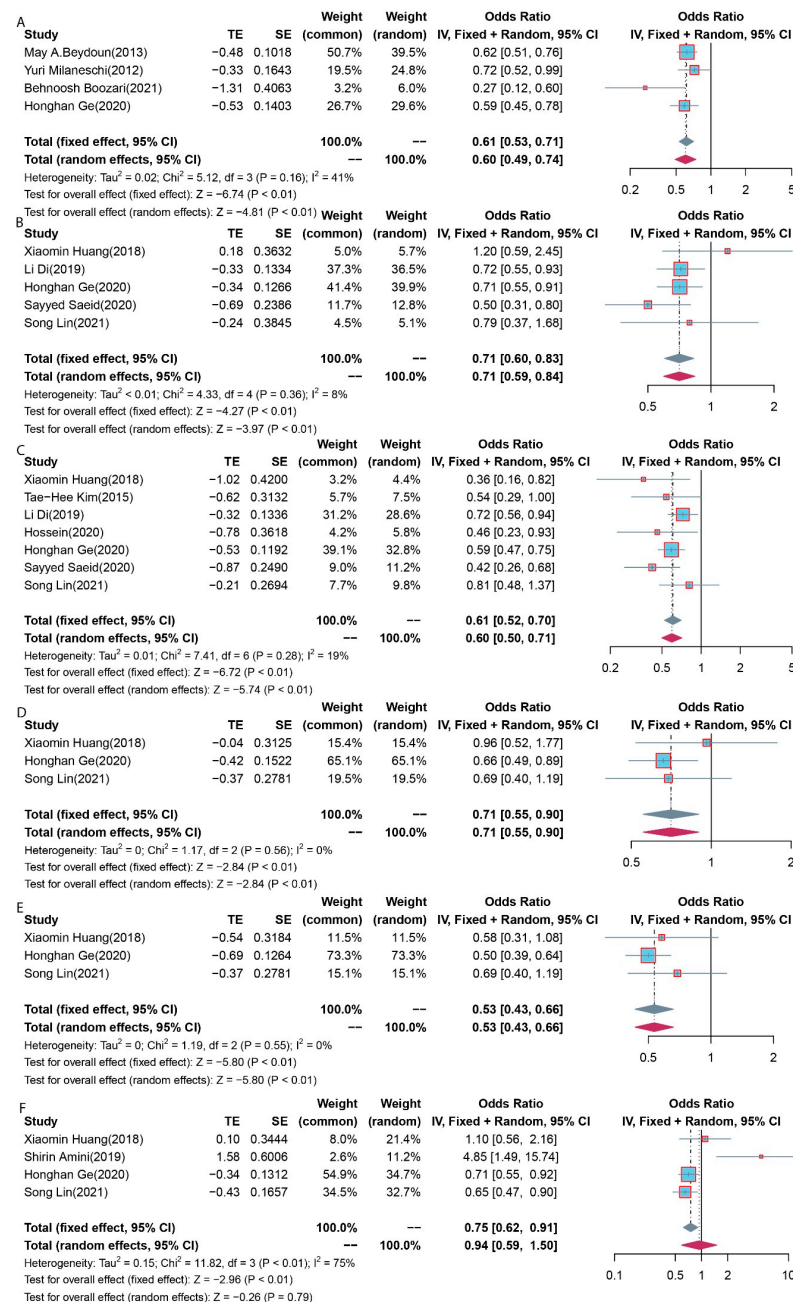 A
Weight Weight Odds Ratio Odds Ratio
Study TE SE (common) (random) IV, Fixed + Random, 95% CI IV, Fixed + Random, 95% CI
May A.Beydoun(2013) −0.48 0.1018 50.7% 39.5% 0.62 [0.51, 0.76]
Yuri Milaneschi(2012) −0.33 0.1643 19.5% 24.8% 0.72 [0.52, 0.99]
Behnoosh Boozari(2021) −1.31 0.4063 3.2% 6.0% 0.27 [0.12, 0.60]
Honghan Ge(2020) −0.53 0.1403 26.7% 29.6% 0.59 [0.45, 0.78]
Total (fixed effect, 95% CI) 100.0% −− 0.61 [0.53, 0.71]
Total (random effects, 95% CI) −− 100.0% 0.60 [0.49, 0.74]
Heterogeneity: Tau² = 0.02; Chi² = 5.12, df = 3 (P = 0.16); I² = 41%
0.2 0.5 1 2 5
Test for overall effect (fixed effect): Z = −6.74 (P < 0.01)
Test for overall effect (random effects): Z = −4.81 (P < 0.01)
B
Weight Weight Odds Ratio Odds Ratio
Study TE SE (common) (random) IV, Fixed + Random, 95% CI IV, Fixed + Random, 95% CI
Xiaomin Huang(2018) 0.18 0.3632 5.0% 5.7% 1.20 [0.59, 2.45]
Li Di(2019) −0.33 0.1334 37.3% 36.5% 0.72 [0.55, 0.93]
Honghan Ge(2020) −0.34 0.1266 41.4% 39.9% 0.71 [0.55, 0.91]
Sayyed Saeid(2020) −0.69 0.2386 11.7% 12.8% 0.50 [0.31, 0.80]
Song Lin(2021) −0.24 0.3845 4.5% 5.1% 0.79 [0.37, 1.68]
Total (fixed effect, 95% CI) 100.0% −− 0.71 [0.60, 0.83]
Total (random effects, 95% CI) −− 100.0% 0.71 [0.59, 0.84]
Heterogeneity: Tau² < 0.01; Chi² = 4.33, df = 4 (P = 0.36); I² = 8%
0.5 1 2
Test for overall effect (fixed effect): Z = −4.27 (P < 0.01)
Test for overall effect (random effects): Z = −3.97 (P < 0.01)
C
Weight Weight Odds Ratio Odds Ratio
Study TE SE (common) (random) IV, Fixed + Random, 95% CI IV, Fixed + Random, 95% CI
Xiaomin Huang(2018) −1.02 0.4200 3.2% 4.4% 0.36 [0.16, 0.82]
Tae-Hee Kim(2015) −0.62 0.3132 5.7% 7.5% 0.54 [0.29, 1.00]
Li Di(2019) −0.32 0.1336 31.2% 28.6% 0.72 [0.56, 0.94]
Hossein(2020) −0.78 0.3618 4.2% 5.8% 0.46 [0.23, 0.93]
Honghan Ge(2020) −0.53 0.1192 39.1% 32.8% 0.59 [0.47, 0.75]
Sayyed Saeid(2020) −0.87 0.2490 9.0% 11.2% 0.42 [0.26, 0.68]
Song Lin(2021) −0.21 0.2694 7.7% 9.8% 0.81 [0.48, 1.37]
Total (fixed effect, 95% CI) 100.0% −− 0.61 [0.52, 0.70]
Total (random effects, 95% CI) −− 100.0% 0.60 [0.50, 0.71]
Heterogeneity: Tau² = 0.01; Chi² = 7.41, df = 6 (P = 0.28); I² = 19%
0.2 0.5 1 2 5
Test for overall effect (fixed effect): Z = −6.72 (P < 0.01)
Test for overall effect (random effects): Z = −5.74 (P < 0.01)
D
Weight Weight Odds Ratio Odds Ratio
Study TE SE (common) (random) IV, Fixed + Random, 95% CI IV, Fixed + Random, 95% CI
Xiaomin Huang(2018) −0.04 0.3125 15.4% 15.4% 0.96 [0.52, 1.77]
Honghan Ge(2020) −0.42 0.1522 65.1% 65.1% 0.66 [0.49, 0.89]
Song Lin(2021) −0.37 0.2781 19.5% 19.5% 0.69 [0.40, 1.19]
Total (fixed effect, 95% CI) 100.0% −− 0.71 [0.55, 0.90]
Total (random effects, 95% CI) −− 100.0% 0.71 [0.55, 0.90]
Heterogeneity: Tau² = 0; Chi² = 1.17, df = 2 (P = 0.56); I² = 0%
0.5 1 2
Test for overall effect (fixed effect): Z = −2.84 (P < 0.01)
Test for overall effect (random effects): Z = −2.84 (P < 0.01)
E
Weight Weight Odds Ratio Odds Ratio
Study TE SE (common) (random) IV, Fixed + Random, 95% CI IV, Fixed + Random, 95% CI
Xiaomin Huang(2018) −0.54 0.3184 11.5% 11.5% 0.58 [0.31, 1.08]
Honghan Ge(2020) −0.69 0.1264 73.3% 73.3% 0.50 [0.39, 0.64]
Song Lin(2021) −0.37 0.2781 15.1% 15.1% 0.69 [0.40, 1.19]
Total (fixed effect, 95% CI) 100.0% −− 0.53 [0.43, 0.66]
Total (random effects, 95% CI) −− 100.0% 0.53 [0.43, 0.66]
Heterogeneity: Tau² = 0; Chi² = 1.19, df = 2 (P = 0.55); I² = 0%
0.5 1 2
Test for overall effect (fixed effect): Z = −5.80 (P < 0.01)
Test for overall effect (random effects): Z = −5.80 (P < 0.01)
F
Weight Weight Odds Ratio Odds Ratio
Study TE SE (common) (random) IV, Fixed + Random, 95% CI IV, Fixed + Random, 95% CI
Xiaomin Huang(2018) 0.10 0.3444 8.0% 21.4% 1.10 [0.56, 2.16]
Shirin Amini(2019) 1.58 0.6006 2.6% 11.2% 4.85 [1.49, 15.74]
Honghan Ge(2020) −0.34 0.1312 54.9% 34.7% 0.71 [0.55, 0.92]
Song Lin(2021) −0.43 0.1657 34.5% 32.7% 0.65 [0.47, 0.90]
Total (fixed effect, 95% CI) 100.0% −− 0.75 [0.62, 0.91]
Total (random effects, 95% CI) −− 100.0% 0.94 [0.59, 1.50]
Heterogeneity: Tau² = 0.15; Chi² = 11.82, df = 3 (P < 0.01); I² = 75%
0.1 0.5 1 2 10
Test for overall effect (fixed effect): Z = −2.96 (P < 0.01)
Test for overall effect (random effects): Z = −0.26 (P = 0.79)